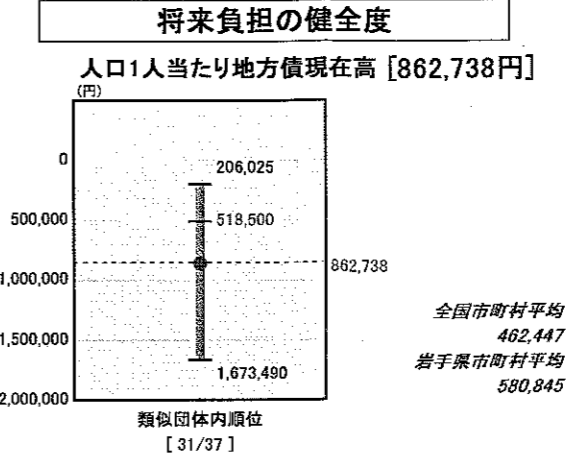 将来負担の健全度
人口1人当たり地方債現在高 [862,738円]
(円)
0
206,025
500,000
518,500
862,738
1,000,000
1,500,000
1,673,490
2,000,000
類似団体内順位
[ 31/37 ]
全国市町村平均
462,447
岩手県市町村平均
580,845